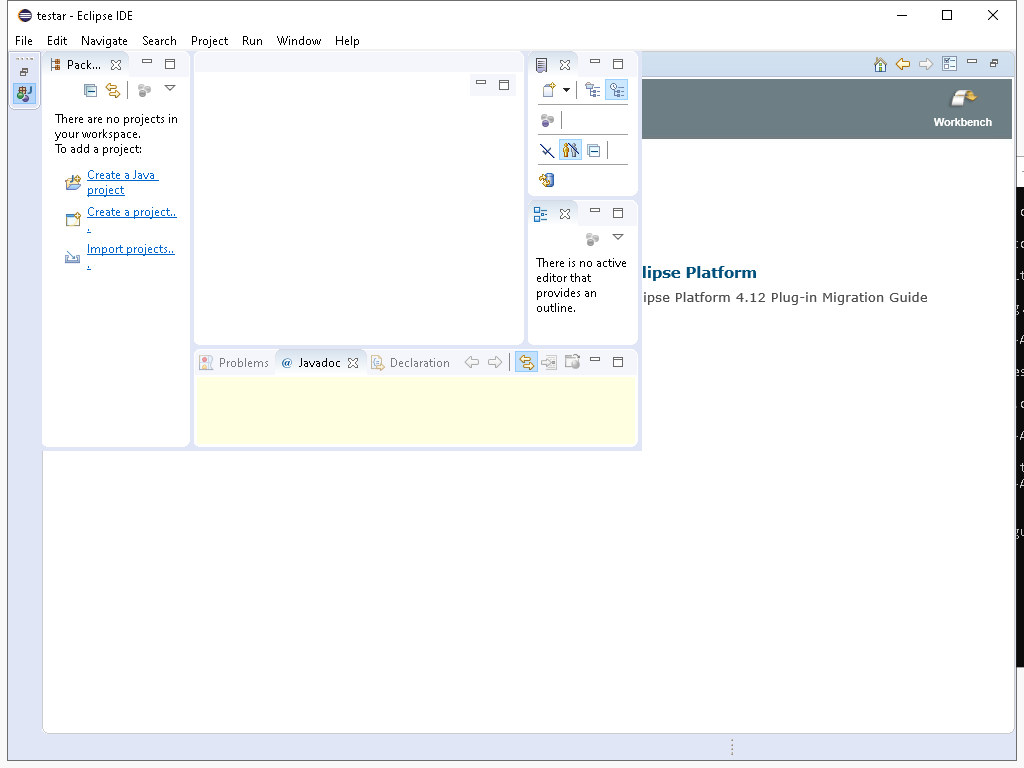 testar - Eclipse IDE
File Edit Navigate Search Project Run Window Help
Pack...
There are no projects in
your workspace.
To add a project:
Create a Java
project
Create a project..
.
Import projects..
.
There is no active
editor that
provides an
outline.
Problems @ Javadoc Declaration
Workbench
lipse Platform
ipse Platform 4.12 Plug-in Migration Guide